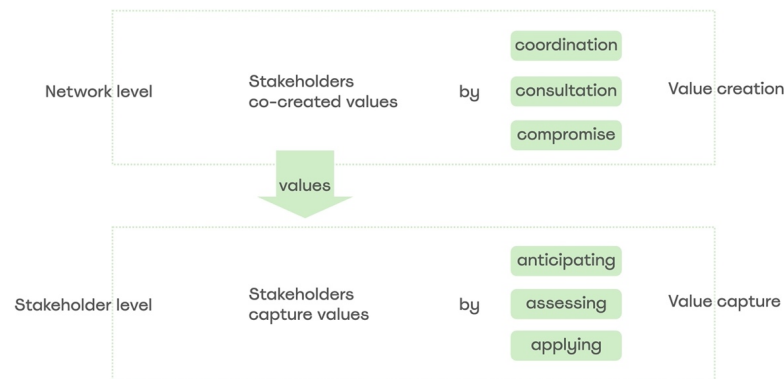 Network level
Stakeholders
co-created values
by
coordination
consultation
compromise
Value creation
values
Stakeholder level
Stakeholders
capture values
by
anticipating
assessing
applying
Value capture